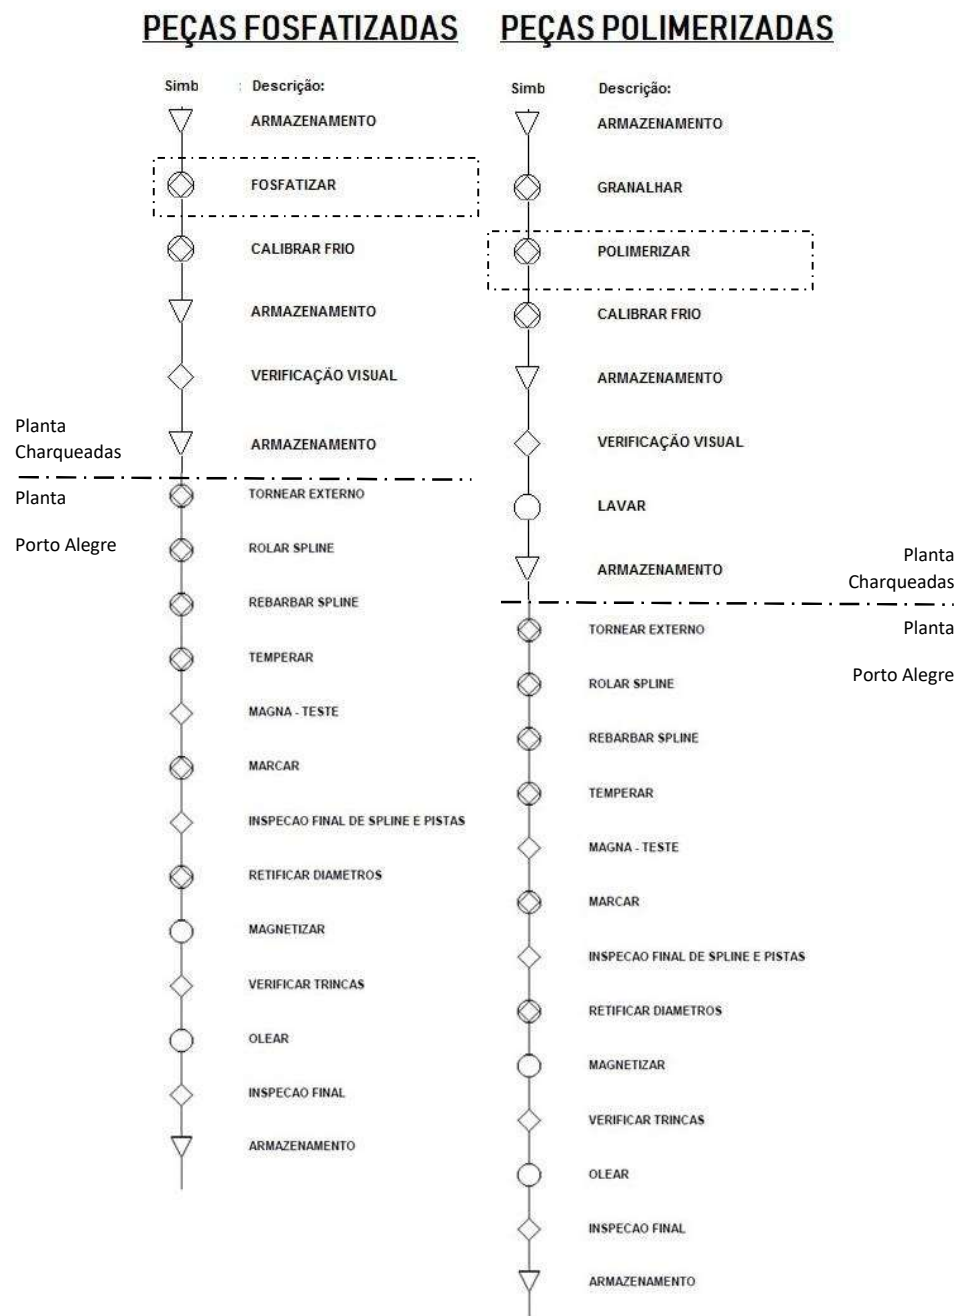 PEÇAS FOSFATIZADAS
Simb : Descrição:
ARMAZENAMENTO
FOSFATIZAR
CALIBRAR FRIO
ARMAZENAMENTO
VERIFICAÇÃO VISUAL
ARMAZENAMENTO
Planta
Charqueadas
Planta
Porto Alegre
TORNEAR EXTERNO
ROLAR SPLINE
REBARBAR SPLINE
TEMPERAR
MAGNA - TESTE
MARCAR
INSPECAO FINAL DE SPLINE E PISTAS
RETIFICAR DIAMETROS
MAGNETIZAR
VERIFICAR TRINCAS
OLEAR
INSPECAO FINAL
ARMAZENAMENTO
PEÇAS POLIMERIZADAS
Simb Descrição:
ARMAZENAMENTO
GRANALHAR
POLIMERIZAR
CALIBRAR FRIO
ARMAZENAMENTO
VERIFICAÇÃO VISUAL
LAVAR
ARMAZENAMENTO
Planta
Charqueadas
Planta
Porto Alegre
TORNEAR EXTERNO
ROLAR SPLINE
REBARBAR SPLINE
TEMPERAR
MAGNA - TESTE
MARCAR
INSPECAO FINAL DE SPLINE E PISTAS
RETIFICAR DIAMETROS
MAGNETIZAR
VERIFICAR TRINCAS
OLEAR
INSPECAO FINAL
ARMAZENAMENTO